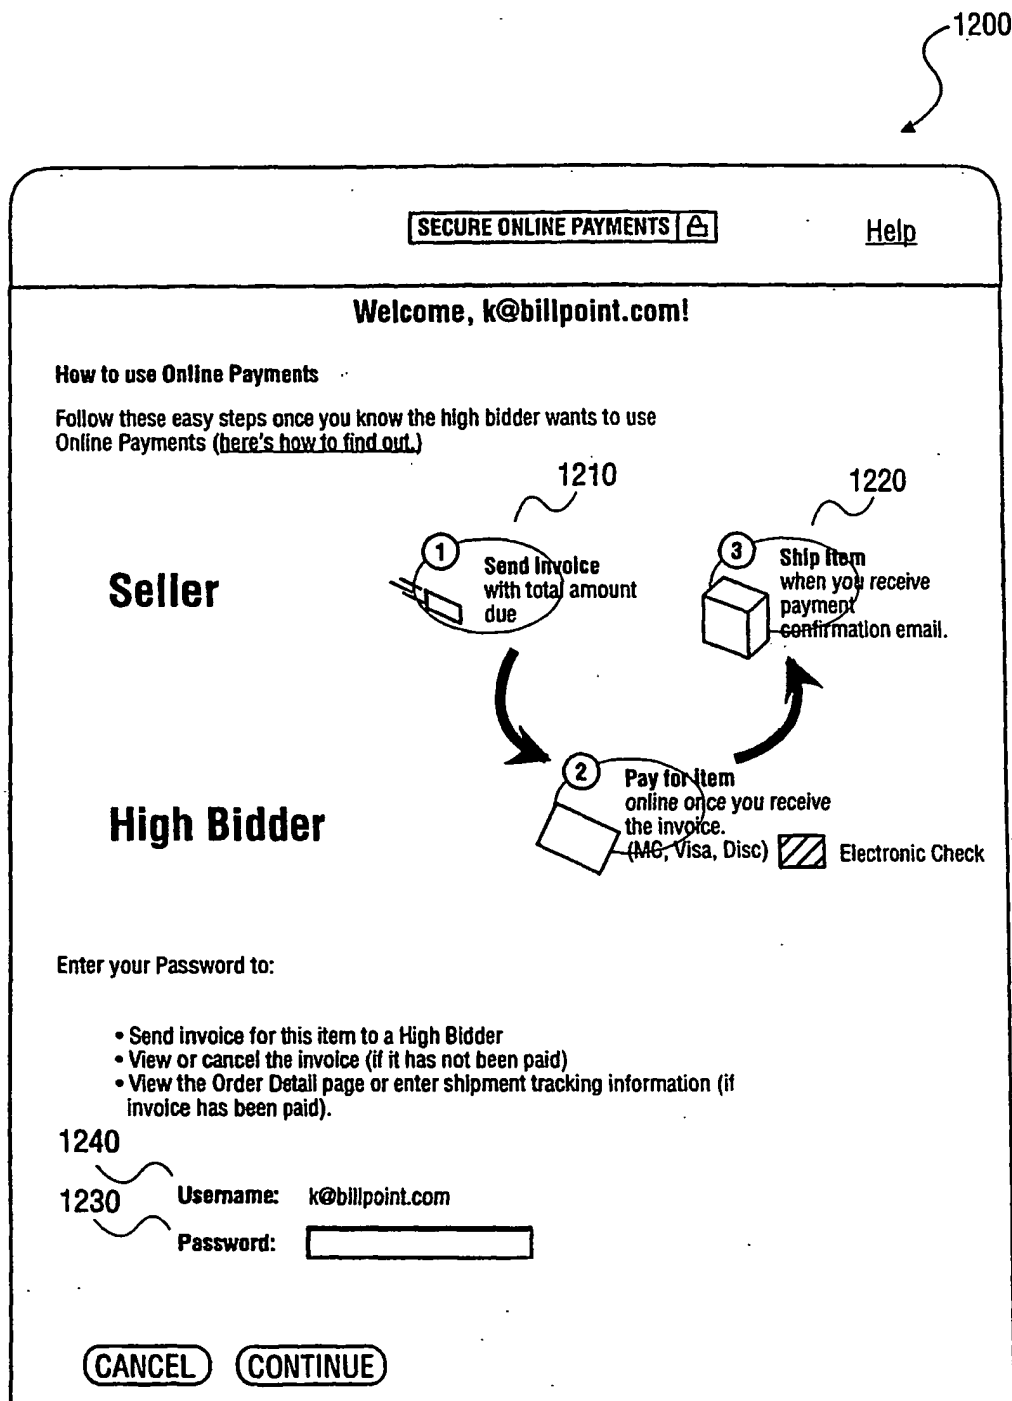 1200
SECURE ONLINE PAYMENTS
Help
Welcome, k@billpoint.com!
How to use Online Payments
Follow these easy steps once you know the high bidder wants to use
Online Payments (here's how to find out.)
1210
1220
Seller
1
Send invoice
with total amount
due
3
Ship item
when you receive
payment
confirmation email.
High Bidder
2
Pay for item
online once you receive
the invoice.
(MC, Visa, Disc)
Electronic Check
Enter your Password to:
• Send invoice for this item to a High Bidder
• View or cancel the invoice (if it has not been paid)
• View the Order Detail page or enter shipment tracking information (if
invoice has been paid).
1240
Username: k@billpoint.com
1230
Password:
CANCEL CONTINUE